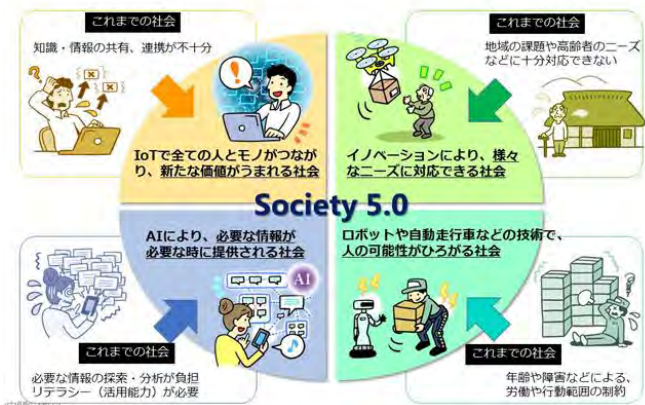 これまでの社会
知識・情報の共有、連携が不十分
IoTで全ての人とモノがつなが
り、新たな価値がうまれる社会
これまでの社会
地域の課題や高齢者のニーズ
などに十分対応できない
イノベーションにより、様々
なニーズに対応できる社会
Society 5.0
AIにより、必要な情報が
必要な時に提供される社会
AI
これまでの社会
必要な情報の探索・分析が負担
リテラシー（活用能力）が必要
ロボットや自動走行車などの技術で、
人の可能性がひろがる社会
これまでの社会
年齢や障害などによる、
労働や行動範囲の制約